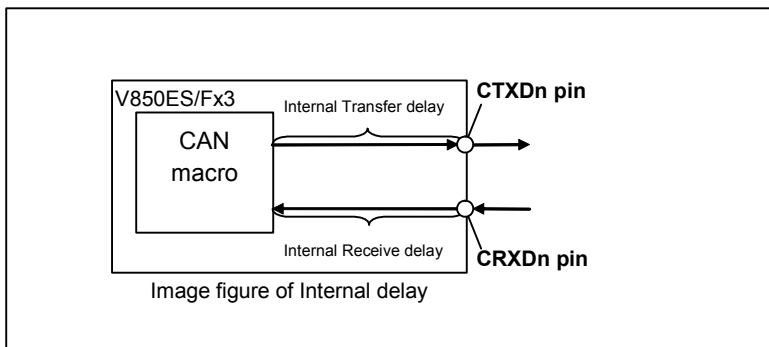 V850ES/Fx3
CAN
macro
Internal Transfer delay
CTXDn pin
Internal Receive delay
CRXDn pin
Image figure of Internal delay